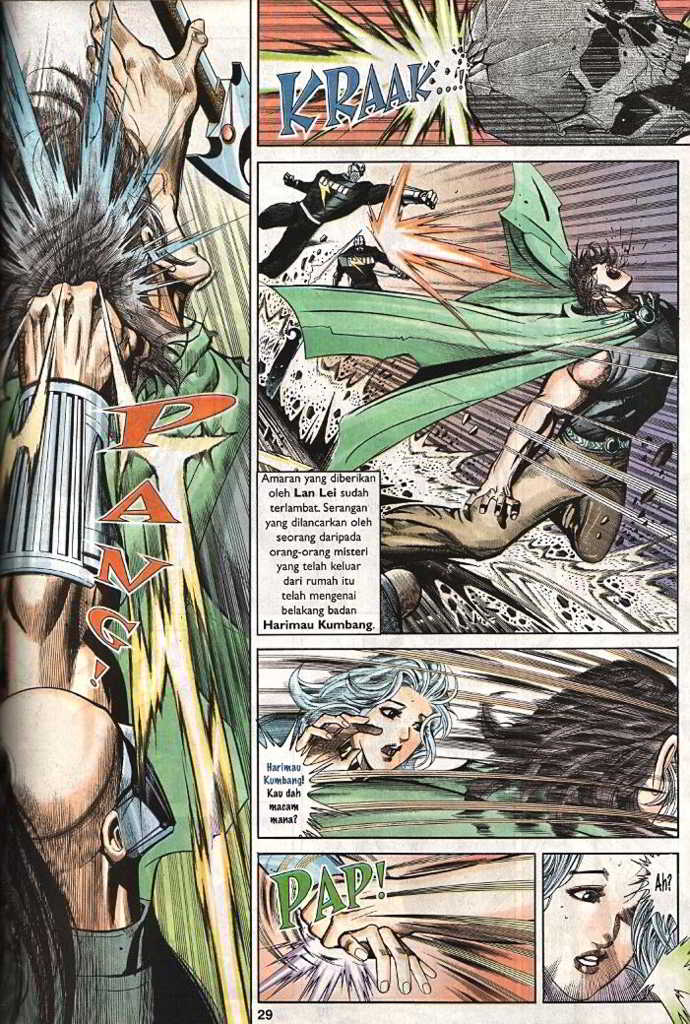 PANG!
KRAAK...!
Amaran yang diberikan
oleh Lan Lei sudah
terlambat. Serangan
yang dilancarkan oleh
seorang daripada
orang-orang misteri
yang telah keluar
dari rumah itu
telah mengenai
belakang badan
Harimau Kumbang.
Harimau
Kumbang!
Kau dah
macam
mana?
PAP!
Ah?
29